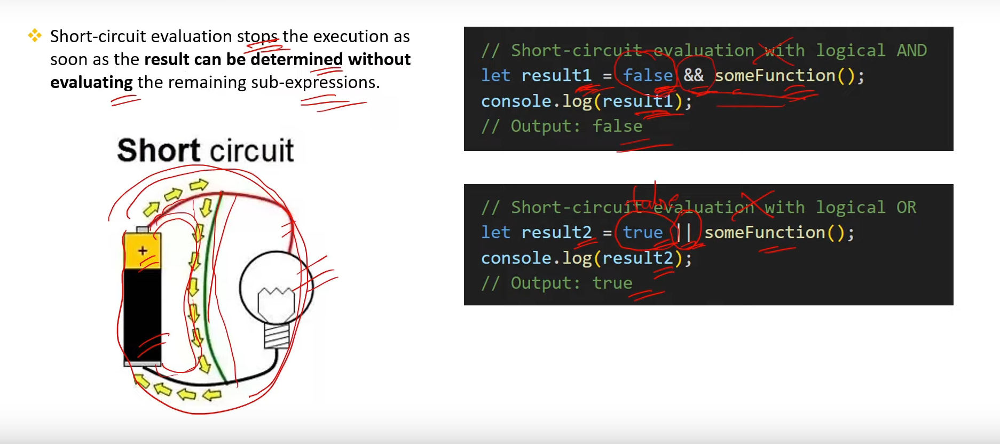 Short-circuit evaluation stops the execution as
soon as the result can be determined without
evaluating the remaining sub-expressions.
Short circuit
+
// Short-circuit evaluation with logical AND
let result1 = false && someFunction();
console.log(result1);
// Output: false
// Short-circuit evaluation with logical OR
let result2 = true || someFunction();
console.log(result2);
// Output: true